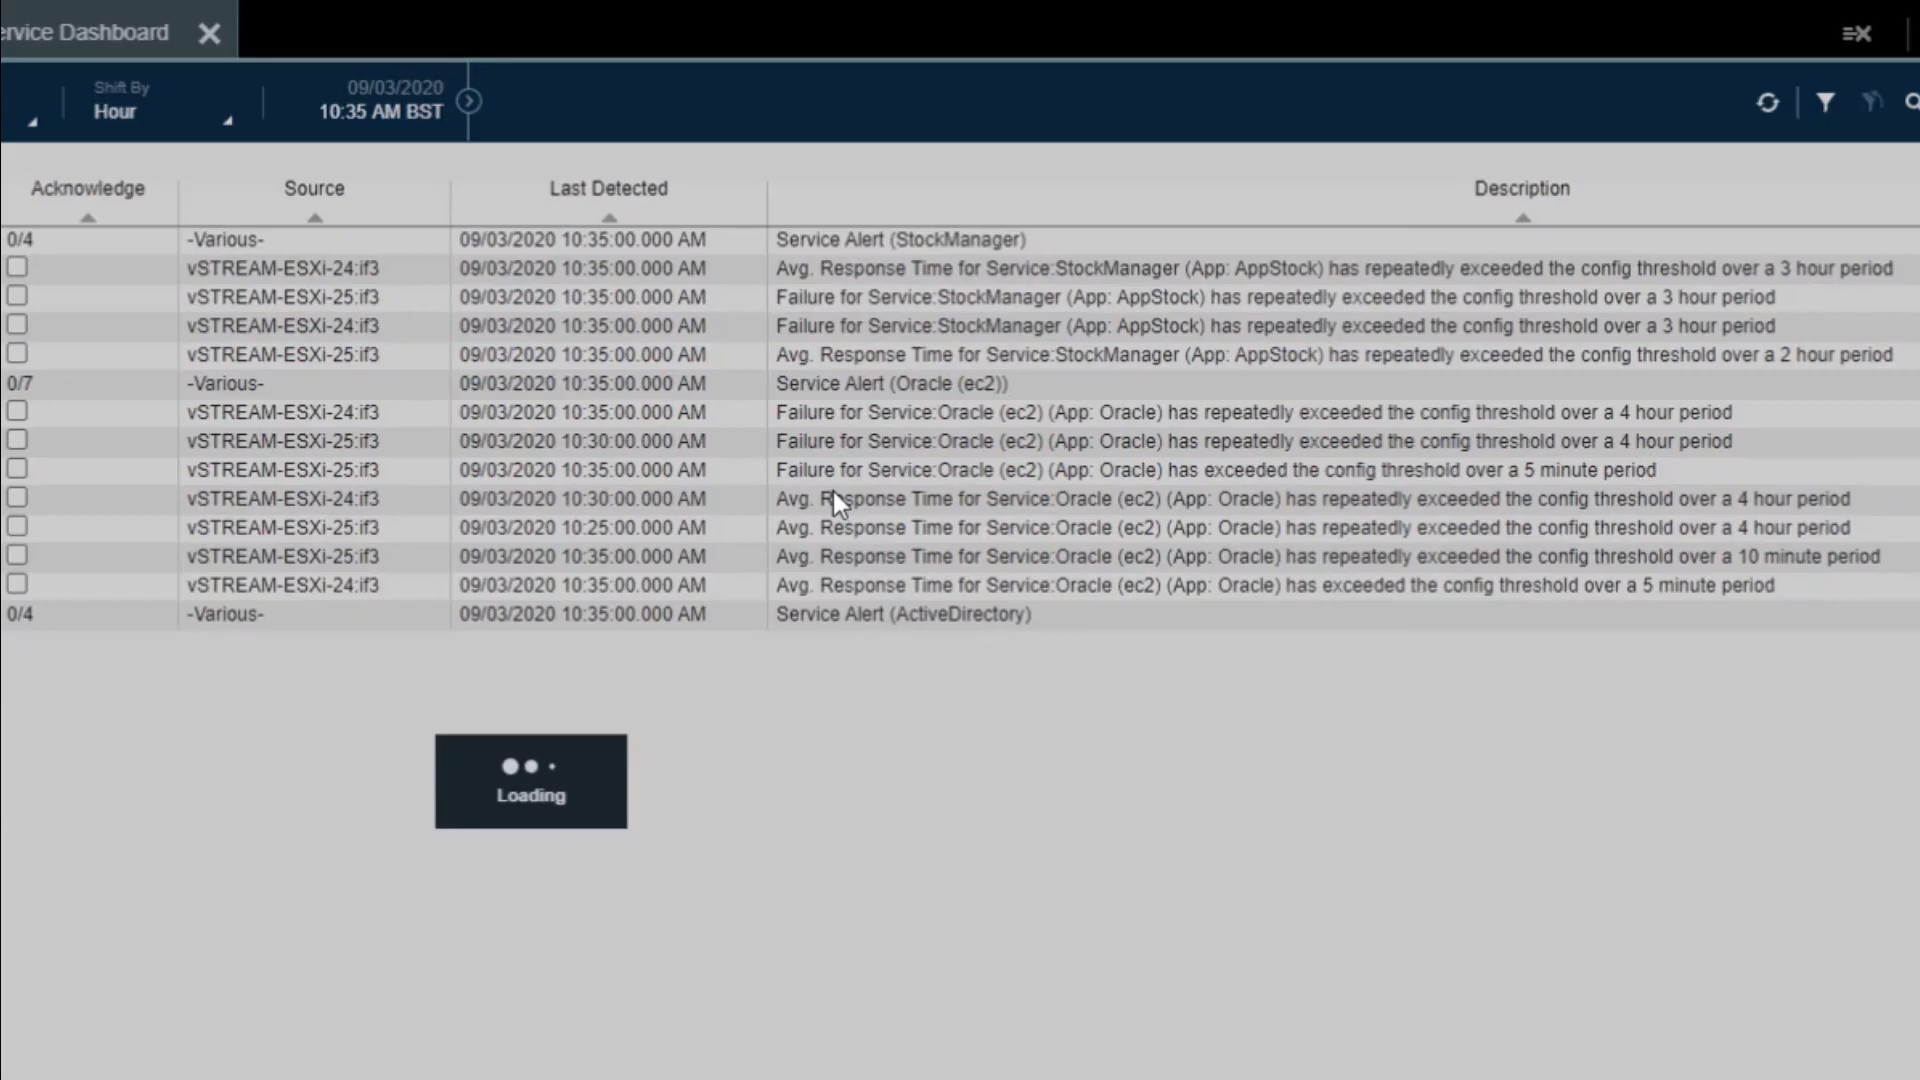 ervice Dashboard
Shift By
Hour
09/03/2020
10:35 AM BST
Acknowledge Source Last Detected Description
0/4 -Various- 09/03/2020 10:35:00.000 AM Service Alert (StockManager)
vSTREAM-ESXi-24:if3 09/03/2020 10:35:00.000 AM Avg. Response Time for Service:StockManager (App: AppStock) has repeatedly exceeded the config threshold over a 3 hour period
vSTREAM-ESXi-25:if3 09/03/2020 10:35:00.000 AM Failure for Service:StockManager (App: AppStock) has repeatedly exceeded the config threshold over a 3 hour period
vSTREAM-ESXi-24:if3 09/03/2020 10:35:00.000 AM Failure for Service:StockManager (App: AppStock) has repeatedly exceeded the config threshold over a 3 hour period
vSTREAM-ESXi-25:if3 09/03/2020 10:35:00.000 AM Avg. Response Time for Service:StockManager (App: AppStock) has repeatedly exceeded the config threshold over a 2 hour period
0/7 -Various- 09/03/2020 10:35:00.000 AM Service Alert (Oracle (ec2))
vSTREAM-ESXi-24:if3 09/03/2020 10:35:00.000 AM Failure for Service:Oracle (ec2) (App: Oracle) has repeatedly exceeded the config threshold over a 4 hour period
vSTREAM-ESXi-25:if3 09/03/2020 10:30:00.000 AM Failure for Service:Oracle (ec2) (App: Oracle) has repeatedly exceeded the config threshold over a 4 hour period
vSTREAM-ESXi-25:if3 09/03/2020 10:35:00.000 AM Failure for Service:Oracle (ec2) (App: Oracle) has exceeded the config threshold over a 5 minute period
vSTREAM-ESXi-24:if3 09/03/2020 10:30:00.000 AM Avg. Response Time for Service:Oracle (ec2) (App: Oracle) has repeatedly exceeded the config threshold over a 4 hour period
vSTREAM-ESXi-25:if3 09/03/2020 10:25:00.000 AM Avg. Response Time for Service:Oracle (ec2) (App: Oracle) has repeatedly exceeded the config threshold over a 4 hour period
vSTREAM-ESXi-25:if3 09/03/2020 10:35:00.000 AM Avg. Response Time for Service:Oracle (ec2) (App: Oracle) has repeatedly exceeded the config threshold over a 10 minute period
vSTREAM-ESXi-24:if3 09/03/2020 10:35:00.000 AM Avg. Response Time for Service:Oracle (ec2) (App: Oracle) has exceeded the config threshold over a 5 minute period
0/4 -Various- 09/03/2020 10:35:00.000 AM Service Alert (ActiveDirectory)
Loading